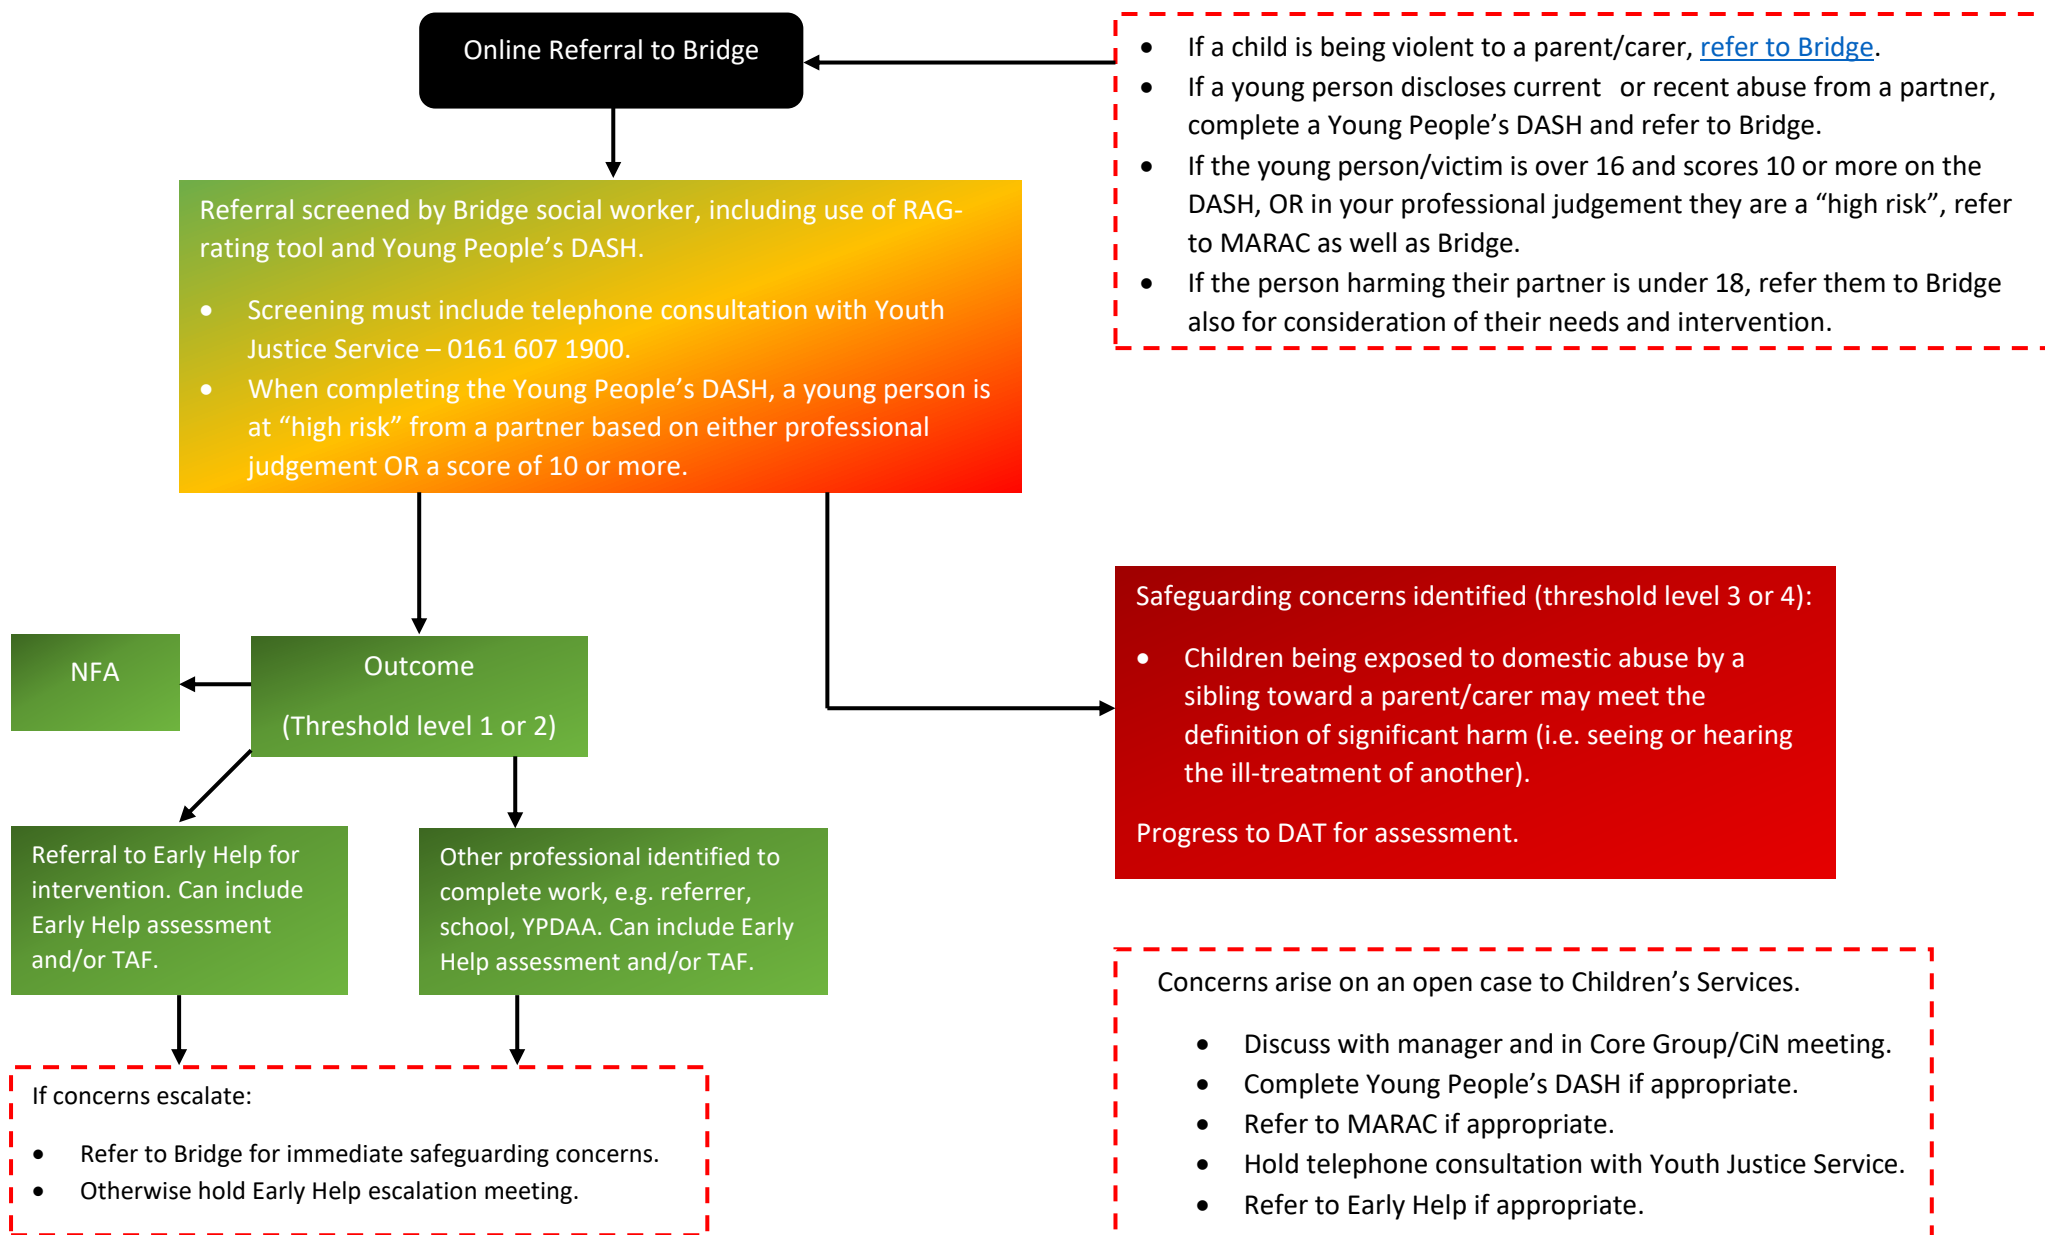 Online Referral to Bridge
• If a child is being violent to a parent/carer, refer to Bridge.
• If a young person discloses current or recent abuse from a partner,
complete a Young People’s DASH and refer to Bridge.
• If the young person/victim is over 16 and scores 10 or more on the
DASH, OR in your professional judgement they are a “high risk”, refer
to MARAC as well as Bridge.
• If the person harming their partner is under 18, refer them to Bridge
also for consideration of their needs and intervention.
Referral screened by Bridge social worker, including use of RAG-
rating tool and Young People’s DASH.
• Screening must include telephone consultation with Youth
Justice Service – 0161 607 1900.
• When completing the Young People’s DASH, a young person is
at “high risk” from a partner based on either professional
judgement OR a score of 10 or more.
NFA
Outcome
(Threshold level 1 or 2)
Safeguarding concerns identified (threshold level 3 or 4):
• Children being exposed to domestic abuse by a
sibling toward a parent/carer may meet the
definition of significant harm (i.e. seeing or hearing
the ill-treatment of another).
Progress to DAT for assessment.
Referral to Early Help for
intervention. Can include
Early Help assessment
and/or TAF.
Other professional identified to
complete work, e.g. referrer,
school, YPDAA. Can include Early
Help assessment and/or TAF.
If concerns escalate:
• Refer to Bridge for immediate safeguarding concerns.
• Otherwise hold Early Help escalation meeting.
Concerns arise on an open case to Children’s Services.
• Discuss with manager and in Core Group/CiN meeting.
• Complete Young People’s DASH if appropriate.
• Refer to MARAC if appropriate.
• Hold telephone consultation with Youth Justice Service.
• Refer to Early Help if appropriate.